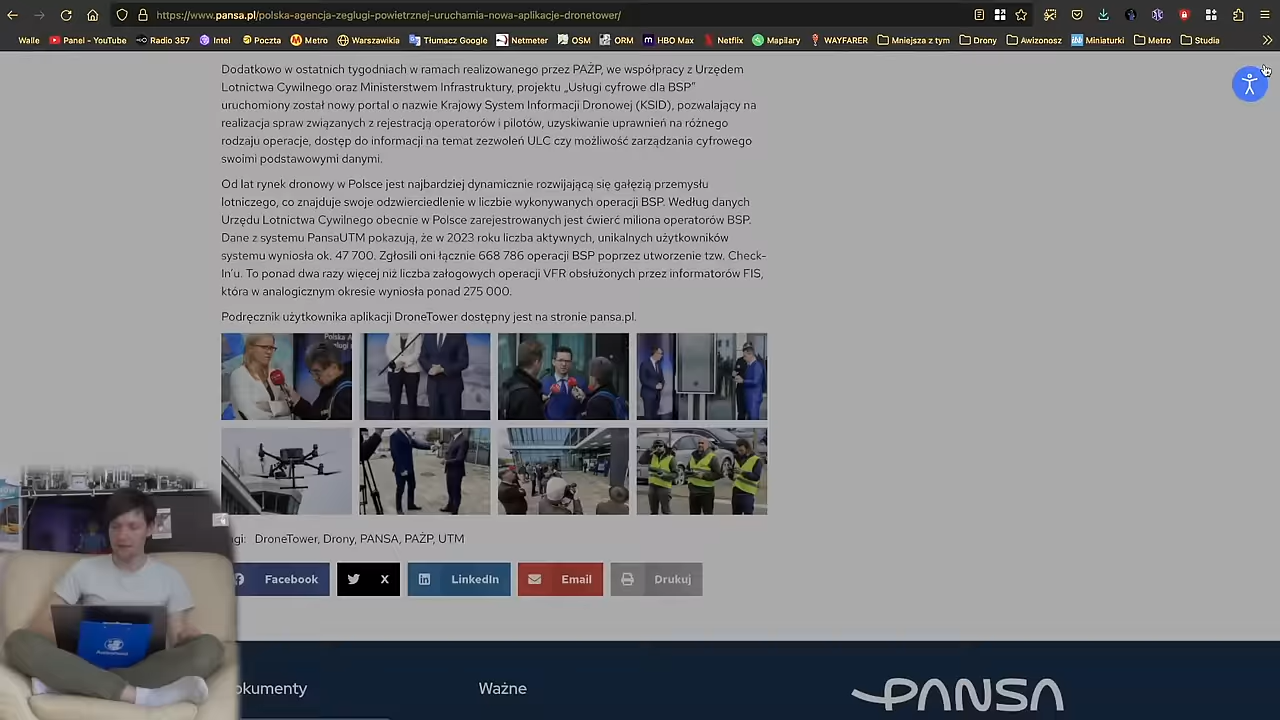 https://www.pansa.pl/polska-agencja-zeglugi-powietrznej-uruchamia-nowa-aplikacje-dronetower/
Walle Panel - YouTube Radio 357 Intel Poczta Metro Warszawikia Tłumacz Google Netmeter OSM ORM HBO Max Netflix Mapilary WAYFARER Mniejsza z tym Drony Awizonosz Miniaturki Metro Studia
Dodatkowo w ostatnich tygodniach w ramach realizowanego przez PAŻP, we współpracy z Urzędem
Lotnictwa Cywilnego oraz Ministerstwem Infrastruktury, projektu „Usługi cyfrowe dla BSP”
uruchomiony został nowy portal o nazwie Krajowy System Informacji Dronowej (KSID), pozwalający na
realizacja spraw związanych z rejestracją operatorów i pilotów, uzyskiwanie uprawnień na różnego
rodzaju operacje, dostęp do informacji na temat zezwoleń ULC czy możliwość zarządzania cyfrowego
swoimi podstawowymi danymi.
Od lat rynek dronowy w Polsce jest najbardziej dynamicznie rozwijającą się gałęzią przemysłu
lotniczego, co znajduje swoje odzwierciedlenie w liczbie wykonywanych operacji BSP. Według danych
Urzędu Lotnictwa Cywilnego obecnie w Polsce zarejestrowanych jest ćwierć miliona operatorów BSP.
Dane z systemu PansaUTM pokazują, że w 2023 roku liczba aktywnych, unikalnych użytkowników
systemu wyniosła ok. 47 700. Zgłosili oni łącznie 668 786 operacji BSP poprzez utworzenie tzw. Check-
In’u. To ponad dwa razy więcej niż liczba załogowych operacji VFR obsłużonych przez informatorów FIS,
która w analogicznym okresie wyniosła ponad 275 000.
Podręcznik użytkownika aplikacji DroneTower dostępny jest na stronie pansa.pl.
DroneTower, Drony, PANSA, PAŻP, UTM
Facebook X LinkedIn Email Drukuj
okumenty Ważne PANSA